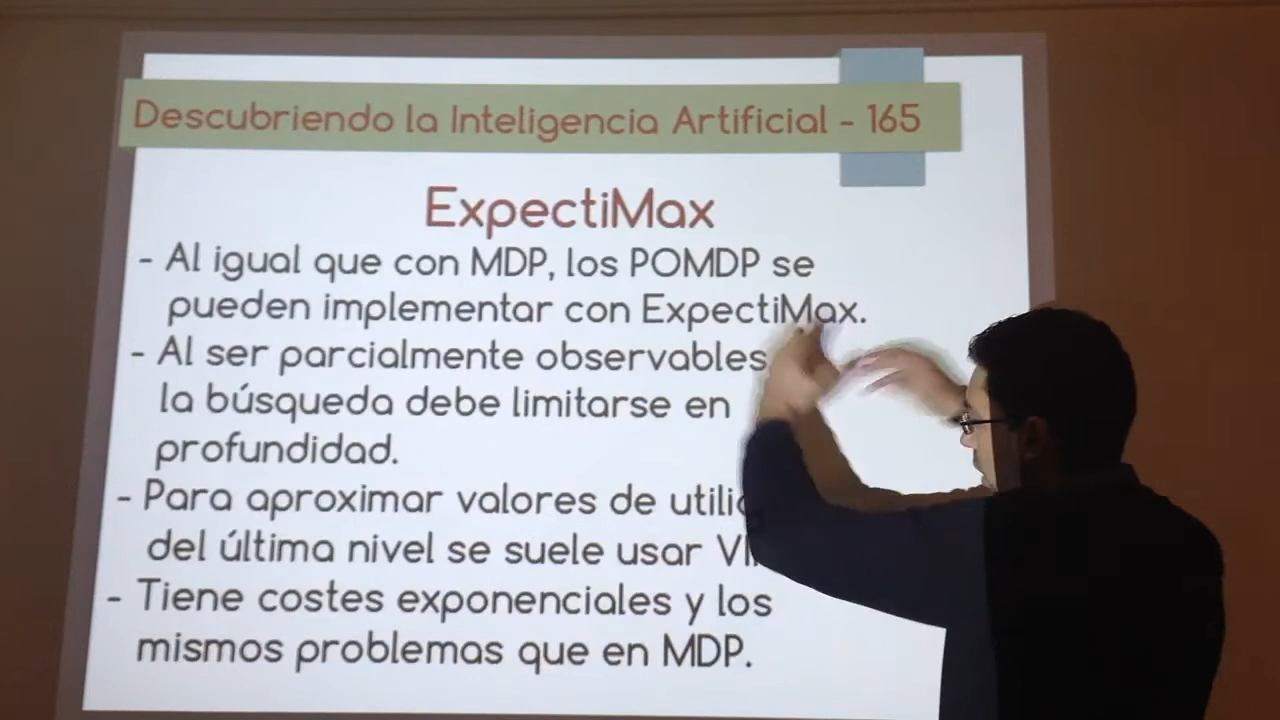 Descubriendo la Inteligencia Artificial - 165
ExpectiMax
- Al igual que con MDP, los POMDP se
pueden implementar con ExpectiMax.
- Al ser parcialmente observables
la búsqueda debe limitarse en
profundidad.
- Para aproximar valores de
del última nivel se suele usar
- Tiene costes exponenciales y los
mismos problemas que en MDP.